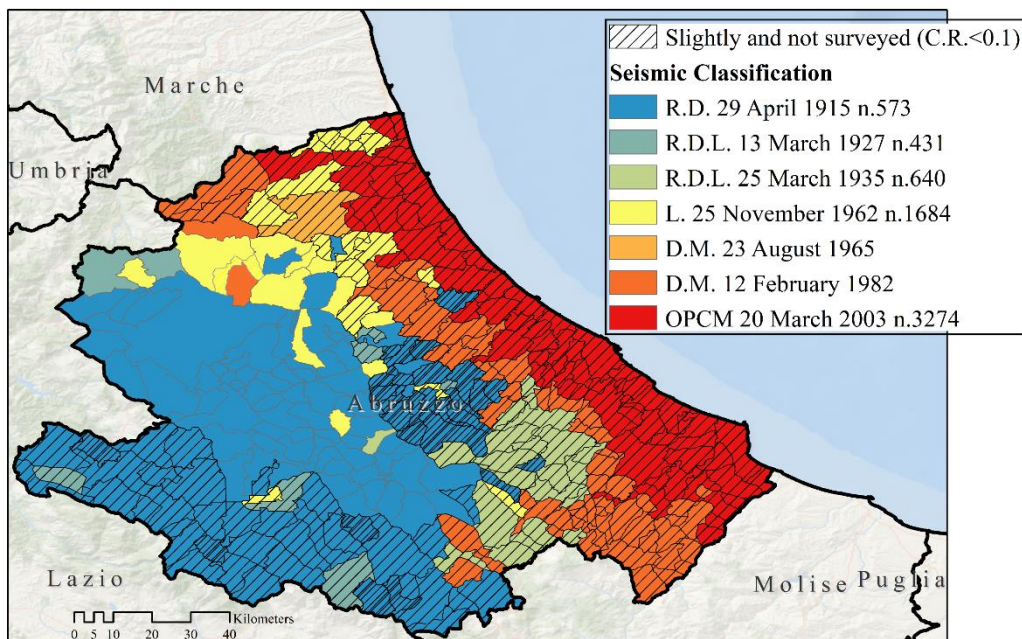 Slightly and not surveyed (C.R.<0.1)
Seismic Classification
R.D. 29 April 1915 n.573
R.D.L. 13 March 1927 n.431
R.D.L. 25 March 1935 n.640
L. 25 November 1962 n.1684
D.M. 23 August 1965
D.M. 12 February 1982
OPCM 20 March 2003 n.3274
Marche
Umbria
Abruzzo
Lazio
Molise
Puglia
Kilometers
0 5 10 20 30 40